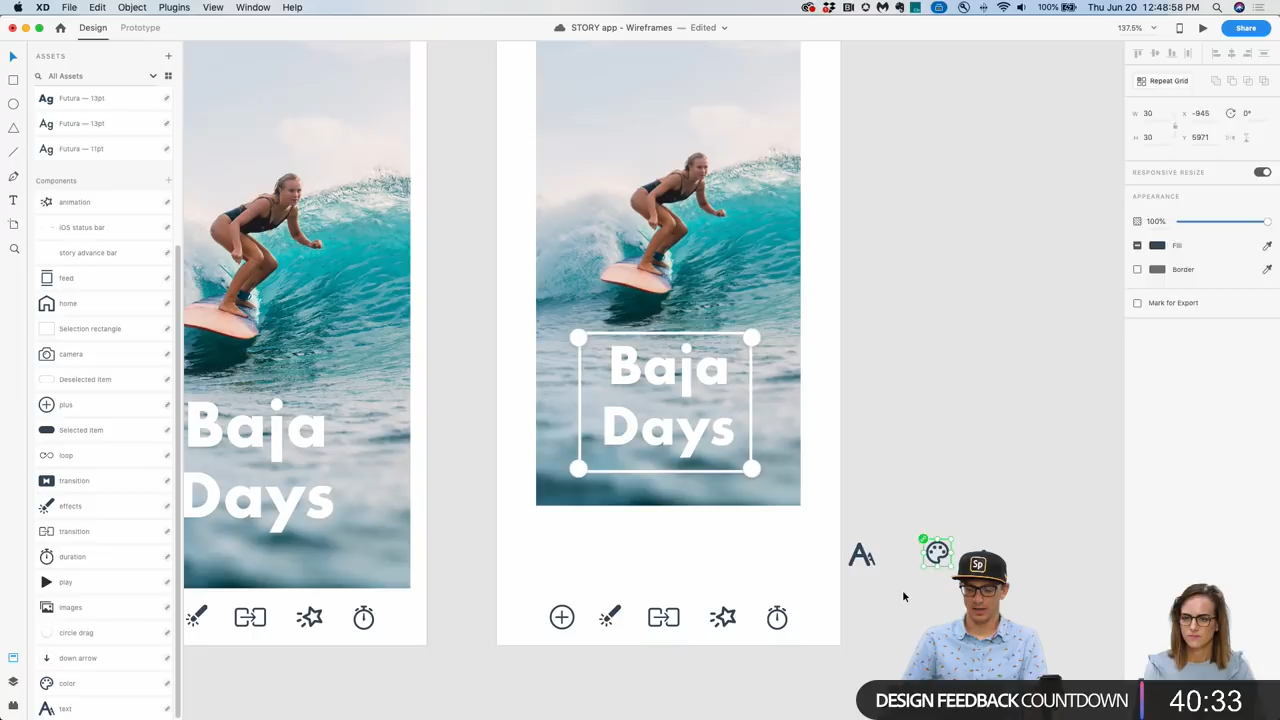 XD File Edit Object Plugins View Window Help
100% Thu Jun 20 12:48:58 PM
Design Prototype
STORY app - Wireframes — Edited
137.5%
Share
ASSETS
All Assets
Ag Futura — 13pt
Ag Futura — 13pt
Ag Futura — 11pt
Components
animation
iOS status bar
story advance bar
feed
home
Selection rectangle
camera
Deselected item
plus
Selected item
loop
transition
effects
transition
duration
play
images
circle drag
down arrow
color
text
Baja
Days
Baja
Days
Sp
Repeat Grid
W 30 X -945 0°
H 30 Y 5971
RESPONSIVE RESIZE
APPEARANCE
100%
Fill
Border
Mark for Export
DESIGN FEEDBACK COUNTDOWN 40:33